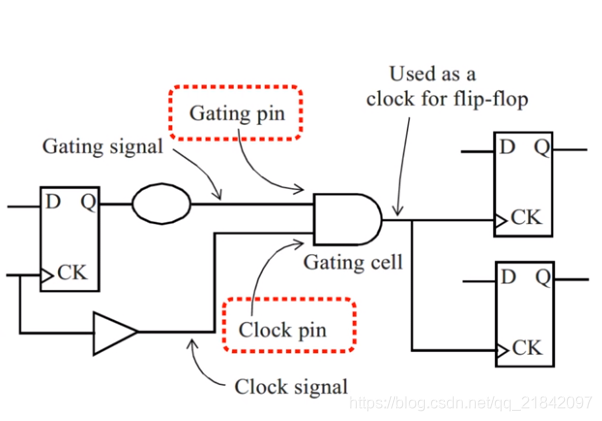 Used as a
clock for flip-flop
Gating pin
Gating signal
D Q
CK
D Q
CK
Gating cell
D Q
CK
Clock pin
Clock signal
https://blog.csdn.net/qq_21842097